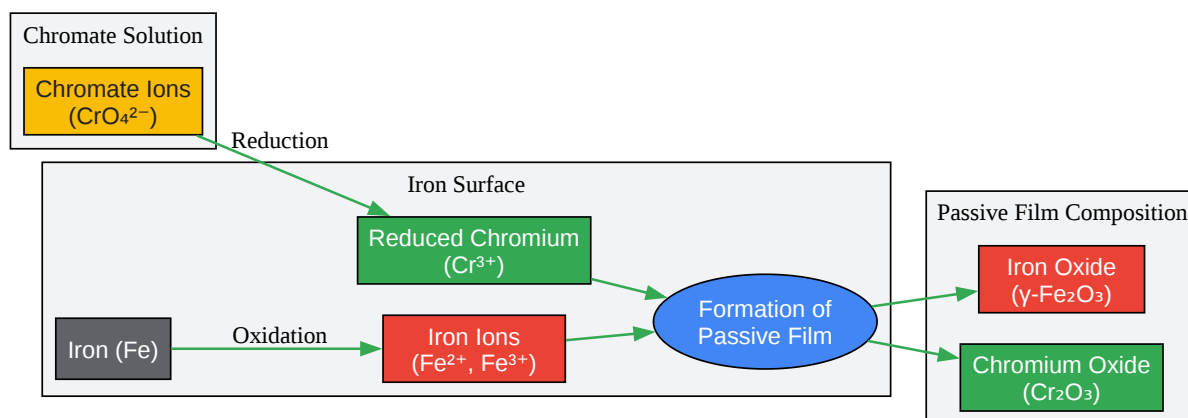 Chromate Solution
Chromate Ions
(CrO₄²⁻)
Reduction
Iron Surface
Reduced Chromium
(Cr³⁺)
Iron (Fe)
Oxidation
Iron Ions
(Fe²⁺, Fe³⁺)
Formation of
Passive Film
Passive Film Composition
Iron Oxide
(γ-Fe₂O₃)
Chromium Oxide
(Cr₂O₃)